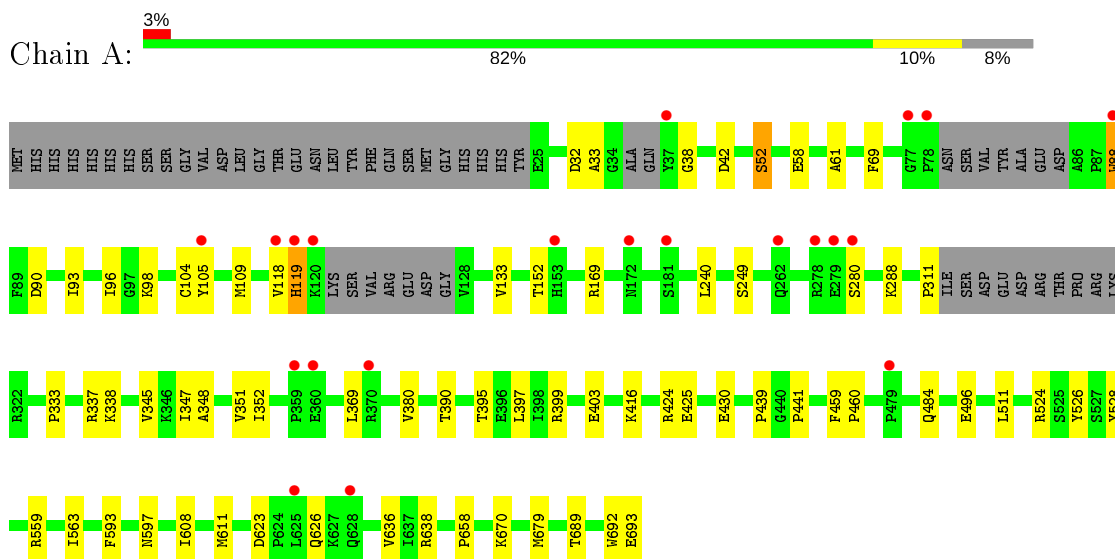 3%
Chain A:
82% 10% 8%
MET HIS HIS HIS HIS HIS HIS SER SER GLY VAL ASP LEU GLY THR GLU ASN LEU TYR PHE GLN SER MET GLY HIS HIS HIS TYR E25 D32 A33 G34 ALA GLN Y37 G38 D42 S52 E58 A61 F69 G77 P78 ASN SER VAL TYR ALA GLU ASP A86 P87 W88
F89 D90 I93 I96 G97 K98 C104 Y105 M109 V118 H119 K120 LYS SER VAL ARG GLU ASP GLY V128 V133 T152 H153 R169 N172 S181 L240 S249 Q262 R278 E279 S280 K288 P311 ILE SER ASP GLU ASP ARG THR PRO ARG LYS
R322 P333 R337 K338 V345 K346 I347 A348 V351 I352 P359 E360 L369 R370 V380 T390 T395 E396 L397 I398 R399 E403 K416 R424 E425 E430 P439 G440 P441 F459 P460 P479 Q484 E496 L511 R524 S525 Y526 S527 Y528
R559 I563 F593 N597 I608 M611 D623 P624 L625 Q626 K627 Q628 V636 I637 R638 P658 K670 M679 T689 W692 E693